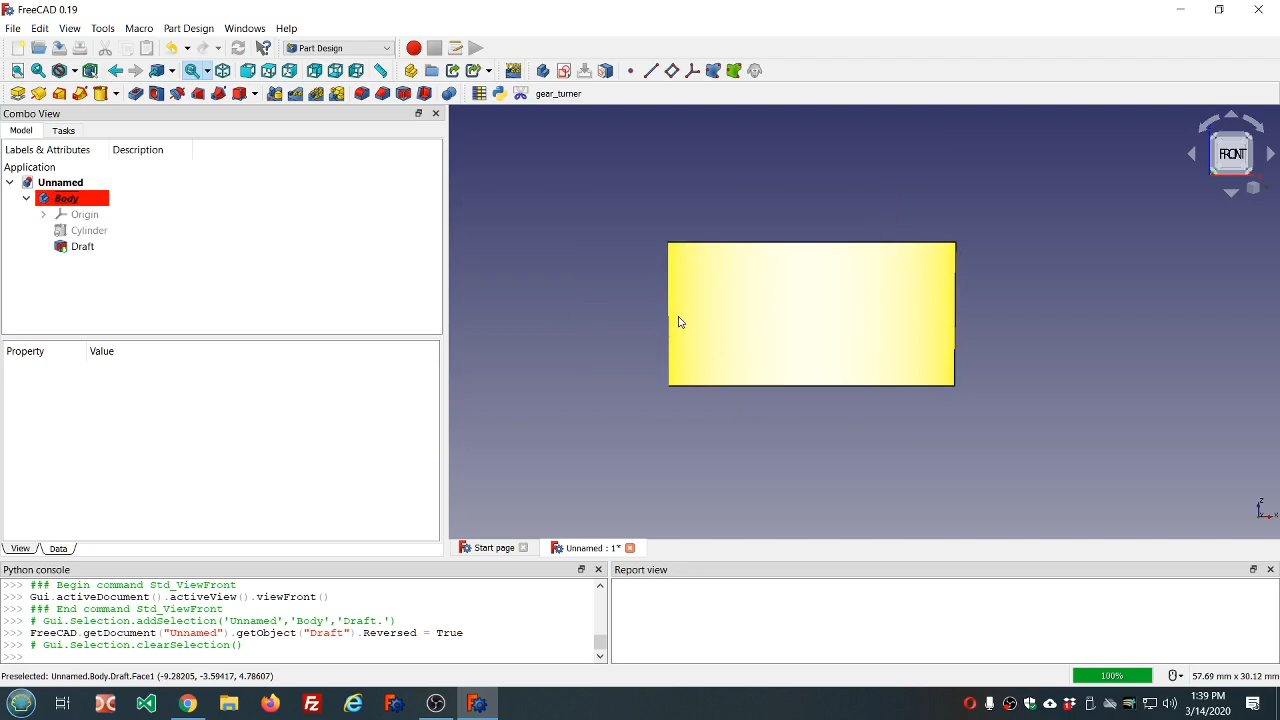 FreeCAD 0.19
File Edit View Tools Macro Part Design Measure Windows Help
Part Design
gear_turner
Combo View
Model Tasks
Labels & Attributes Description
Application
Unnamed
Body
Origin
Cylinder
Draft
FRONT
Property Value
View Data
Start page Unnamed : 1*
Python console
Report view
>>> ### Begin command Std_ViewFront
>>> Gui.activeDocument().activeView().viewFront()
>>> ### End command Std_ViewFront
>>> # Gui.Selection.addSelection('Unnamed','Body','Draft.')
>>> FreeCAD.getDocument("Unnamed").getObject("Draft").Reversed = True
>>> # Gui.Selection.clearSelection()
>>>
Preselected: Unnamed.Body.Draft.Face1 (-9.28205, -3.59417, 4.78607)
100%
57.69 mm x 30.12 mm
1:39 PM
3/14/2020